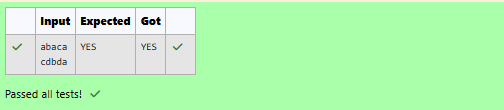 Input Expected Got
abaca YES YES
cdbda
Passed all tests!